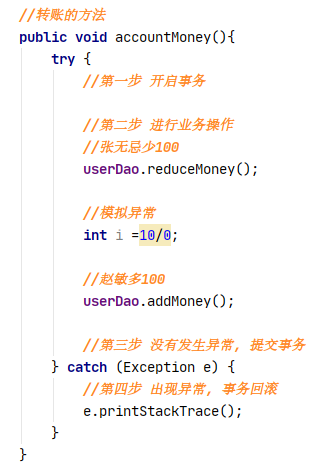 //转账的方法
public void accountMoney(){
try {
//第一步 开启事务
//第二步 进行业务操作
//张无忌少100
userDao.reduceMoney();
//模拟异常
int i =10/0;
//赵敏多100
userDao.addMoney();
//第三步 没有发生异常, 提交事务
} catch (Exception e) {
//第四步 出现异常, 事务回滚
e.printStackTrace();
}
}